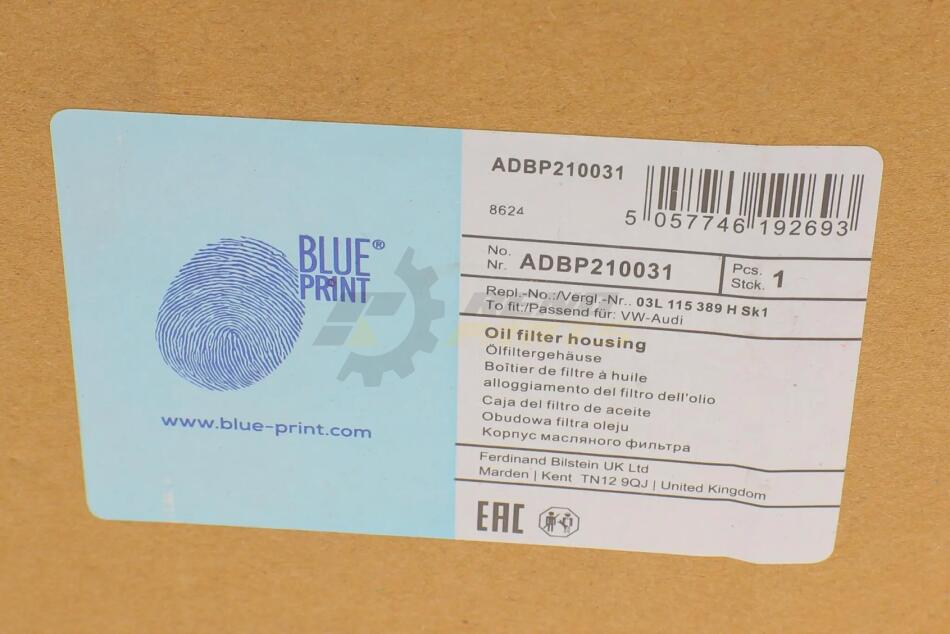 BLUE®
PRINT
www.blue-print.com
ADBP210031
8624
5 057746 192693
No.
Nr. ADBP210031
Pcs.
Stck. 1
Repl.-No.:/Vergl.-Nr.. 03L 115 389 H Sk1
To fit:/Passend für: VW-Audi
Oil filter housing
Ölfiltergehäuse
Boîtier de filtre à huile
alloggiamento del filtro dell'olio
Caja del filtro de aceite
Obudowa filtra oleju
Корпус масляного фильтра
Ferdinand Bilstein UK Ltd
Marden | Kent TN12 9QJ | United Kingdom
EAC